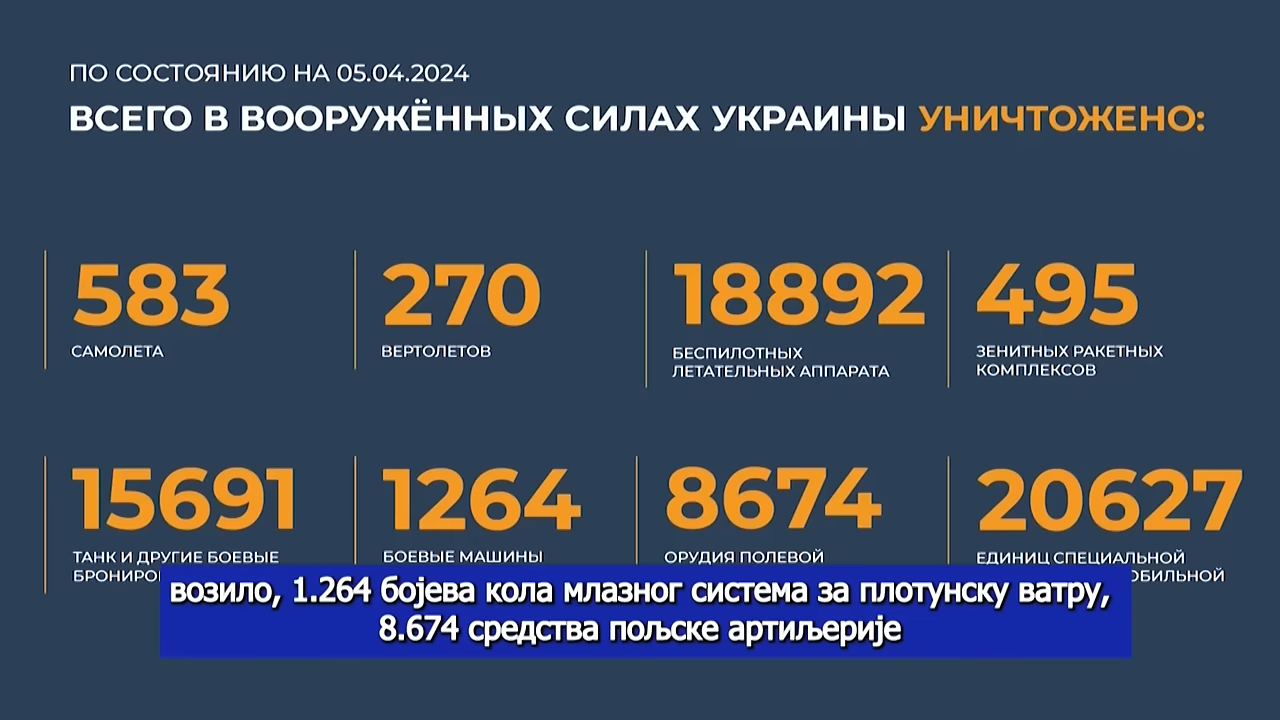 ПО СОСТОЯНИЮ НА 05.04.2024
ВСЕГО В ВООРУЖЁННЫХ СИЛАХ УКРАИНЫ УНИЧТОЖЕНО:
583
САМОЛЕТА
270
ВЕРТОЛЕТОВ
18892
БЕСПИЛОТНЫХ
ЛЕТАТЕЛЬНЫХ АППАРАТА
495
ЗЕНИТНЫХ РАКЕТНЫХ
КОМПЛЕКСОВ
15691
ТАНК И ДРУГИЕ БОЕВЫЕ
1264
БОЕВЫЕ МАШИНЫ
8674
ОРУДИЯ ПОЛЕВОЙ
20627
ЕДИНИЦ СПЕЦИАЛЬНОЙ
возило, 1.264 бојева кола млазног система за плотунску ватру,
8.674 средства пољске артиљерије